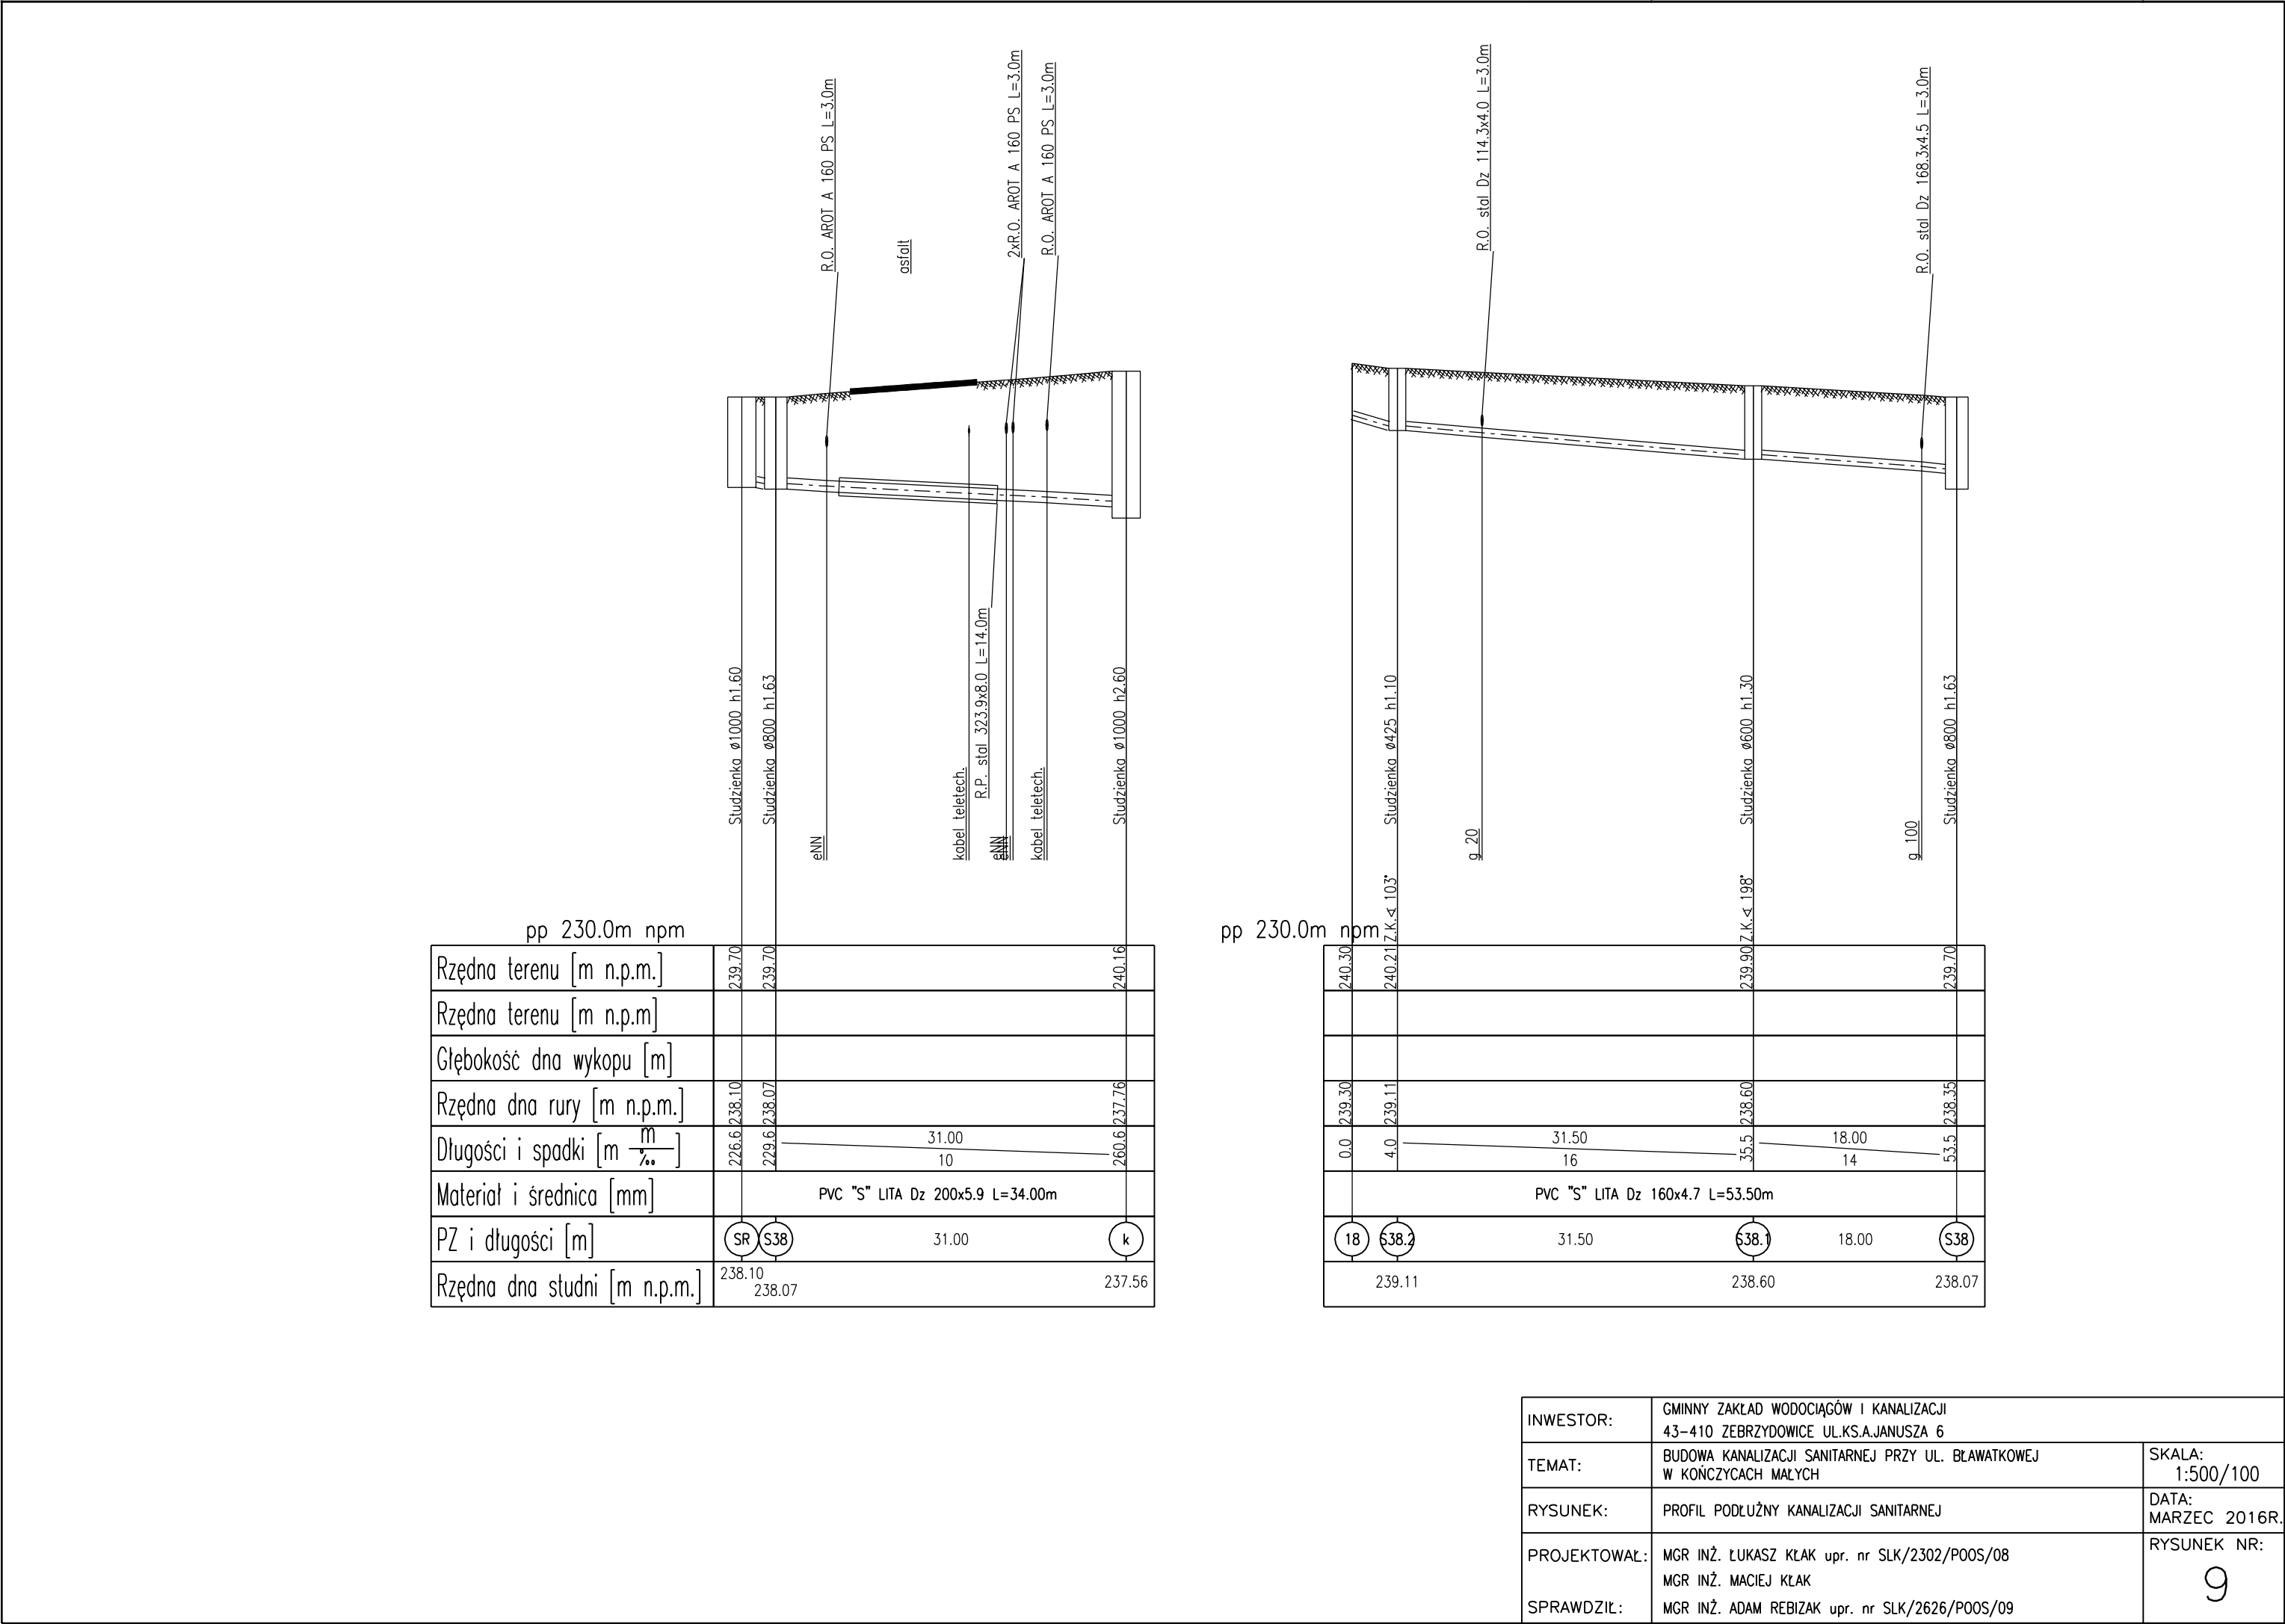 R.O. AROT A 160 PS L=3.0m
asfalt
2xR.O. AROT A 160 PS L=3.0m
R.O. AROT A 160 PS L=3.0m
R.O. stal Dz 114.3x4.0 L=3.0m
R.O. stal Dz 168.3x4.5 L=3.0m
Studzienka ø1000 h1.60
Studzienka ø800 h1.63
eNN
kabel teletech.
R.P. stal 323.9x8.0 L=14.0m
eNN
eNN
kabel teletech.
Studzienka ø1000 h2.60
Studzienka ø425 h1.10
Z.K.∢ 103°
g 20
Studzienka ø600 h1.30
Z.K.∢ 198°
g 100
Studzienka ø800 h1.63
pp 230.0m npm
Rzędna terenu [m n.p.m.] 239.70 239.70 240.16
Rzędna terenu [m n.p.m]
Głębokość dna wykopu [m]
Rzędna dna rury [m n.p.m.] 238.10 238.07 237.76
Długości i spadki [m m/‰] 226.6 229.6 31.00 10 260.6
Materiał i średnica [mm] PVC "S" LITA Dz 200x5.9 L=34.00m
PZ i długości [m] SR S38 31.00 k
Rzędna dna studni [m n.p.m.] 238.10 238.07 237.56
pp 230.0m npm
240.30 240.21 239.90 239.70
239.30 239.11 238.60 238.35
0.0 4.0 31.50 16 35.5 18.00 14 53.5
PVC "S" LITA Dz 160x4.7 L=53.50m
18 S38.2 31.50 S38.1 18.00 S38
239.11 238.60 238.07
INWESTOR: GMINNY ZAKŁAD WODOCIĄGÓW I KANALIZACJI
43-410 ZEBRZYDOWICE UL.KS.A.JANUSZA 6
TEMAT: BUDOWA KANALIZACJI SANITARNEJ PRZY UL. BŁAWATKOWEJ
W KOŃCZYCACH MAŁYCH
SKALA:
1:500/100
RYSUNEK: PROFIL PODŁUŻNY KANALIZACJI SANITARNEJ
DATA:
MARZEC 2016R.
PROJEKTOWAŁ: MGR INŻ. ŁUKASZ KŁAK upr. nr SLK/2302/POOS/08
MGR INŻ. MACIEJ KŁAK
SPRAWDZIŁ: MGR INŻ. ADAM REBIZAK upr. nr SLK/2626/POOS/09
RYSUNEK NR:
9